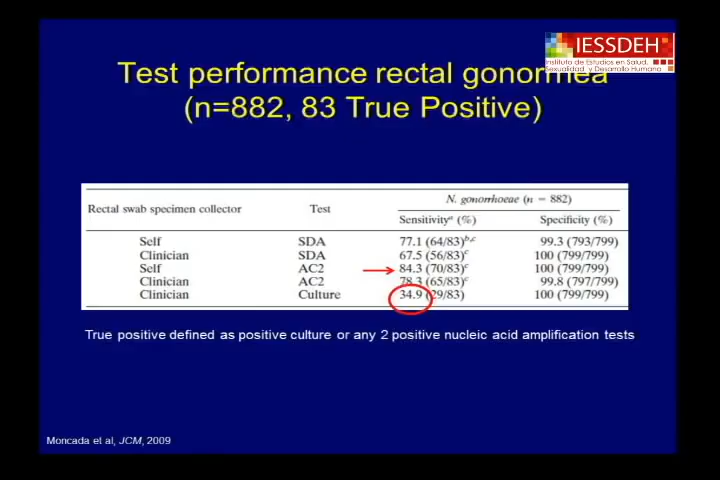 IESSDEH
Instituto de Estudios en Salud,
Sexualidad y Desarrollo Humano
Test performance rectal gonorrhea
(n=882, 83 True Positive)
Rectal swab specimen collector Test N. gonorrhoeae (n = 882)
Sensitivityᵃ (%) Specificity (%)
Self SDA 77.1 (64/83)ᵇ,ᶜ 99.3 (793/799)
Clinician SDA 67.5 (56/83)ᶜ 100 (799/799)
Self AC2 84.3 (70/83)ᶜ 100 (799/799)
Clinician AC2 78.3 (65/83)ᶜ 99.8 (797/799)
Clinician Culture 34.9 (29/83) 100 (799/799)
True positive defined as positive culture or any 2 positive nucleic acid amplification tests
Moncada et al, JCM, 2009